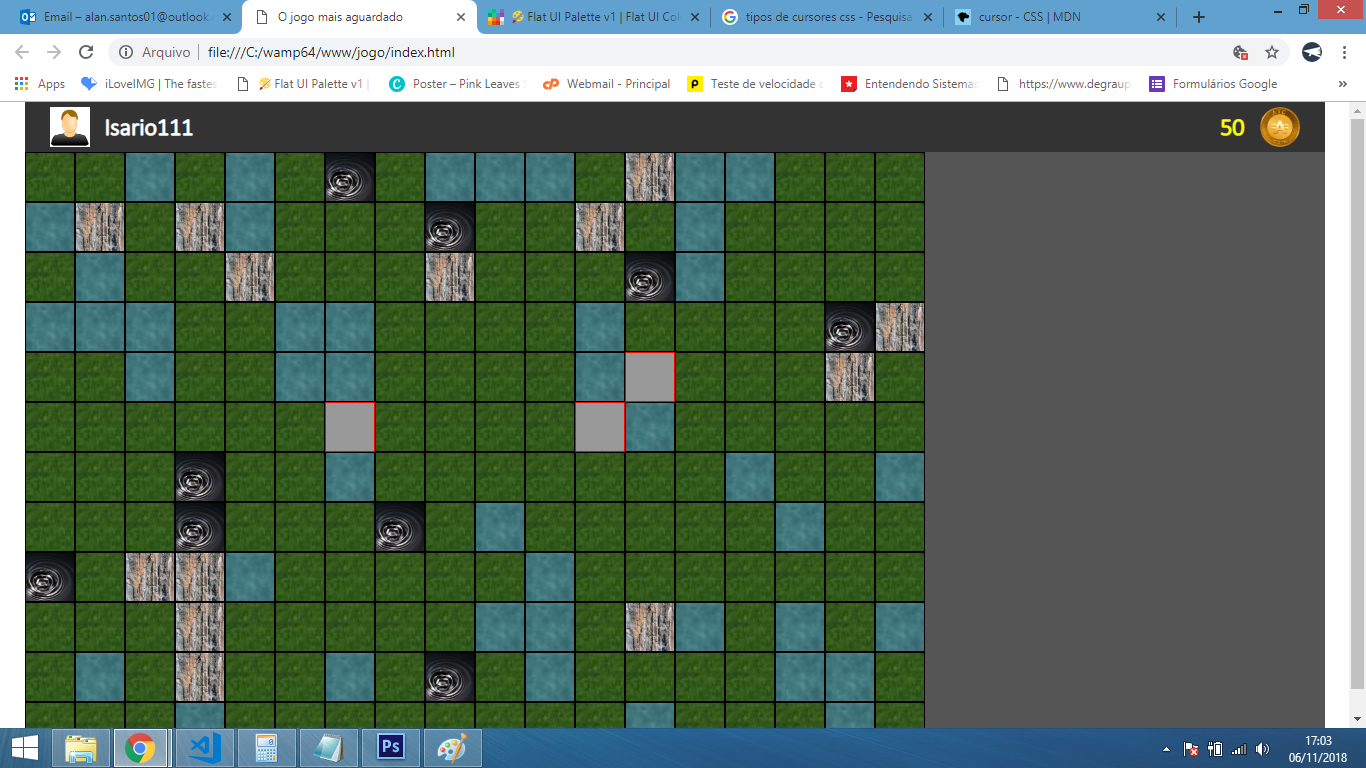 Email – alan.santos01@outlook.
O jogo mais aguardado
Flat UI Palette v1 | Flat UI Col
tipos de cursores css - Pesquisa
cursor - CSS | MDN
Arquivo
file:///C:/wamp64/www/jogo/index.html
Apps
iLoveIMG | The fastes
Flat UI Palette v1 |
Poster – Pink Leaves
Webmail - Principal
Teste de velocidade
Entendendo Sistemas
https://www.degraup
Formulários Google
»
Isario111
50
Ps
17:03
06/11/2018